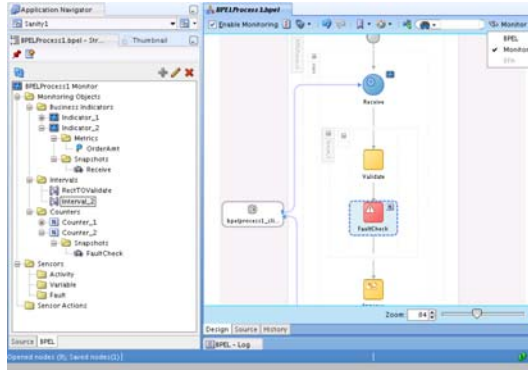 Application Navigator
Sanity1
BPELProcess1.bpel - Str...
Thumbnail
BPELProcess1 Monitor
Monitoring Objects
Business Indicators
Indicator_1
Indicator_2
Metrics
OrderAmt
Snapshots
Receive
Intervals
RectTOValidate
Interval_2
Counters
Counter_1
Counter_2
Snapshots
FaultCheck
Sensors
Activity
Variable
Fault
Sensor Actions
Source BPEL
BPELProcess1.bpel
Enable Monitoring
Monitor
BPEL
Monitor
Receive
Validate
bpelprocess1_cli...
FaultCheck
Zoom: 84
Design Source History
BPEL - Log
Opened nodes (9); Saved nodes(1)